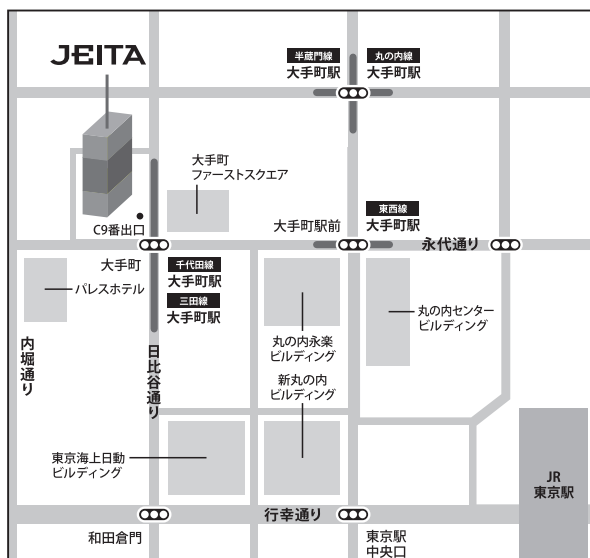 JEITA
半蔵門線
大手町駅
丸の内線
大手町駅
大手町
ファーストスクエア
C9番出口
大手町駅前
東西線
大手町駅
永代通り
大手町
千代田線
大手町駅
三田線
大手町駅
パレスホテル
内堀通り
日比谷通り
丸の内永楽
ビルディング
丸の内センター
ビルディング
新丸の内
ビルディング
東京海上日動
ビルディング
JR
東京駅
行幸通り
和田倉門
東京駅
中央口